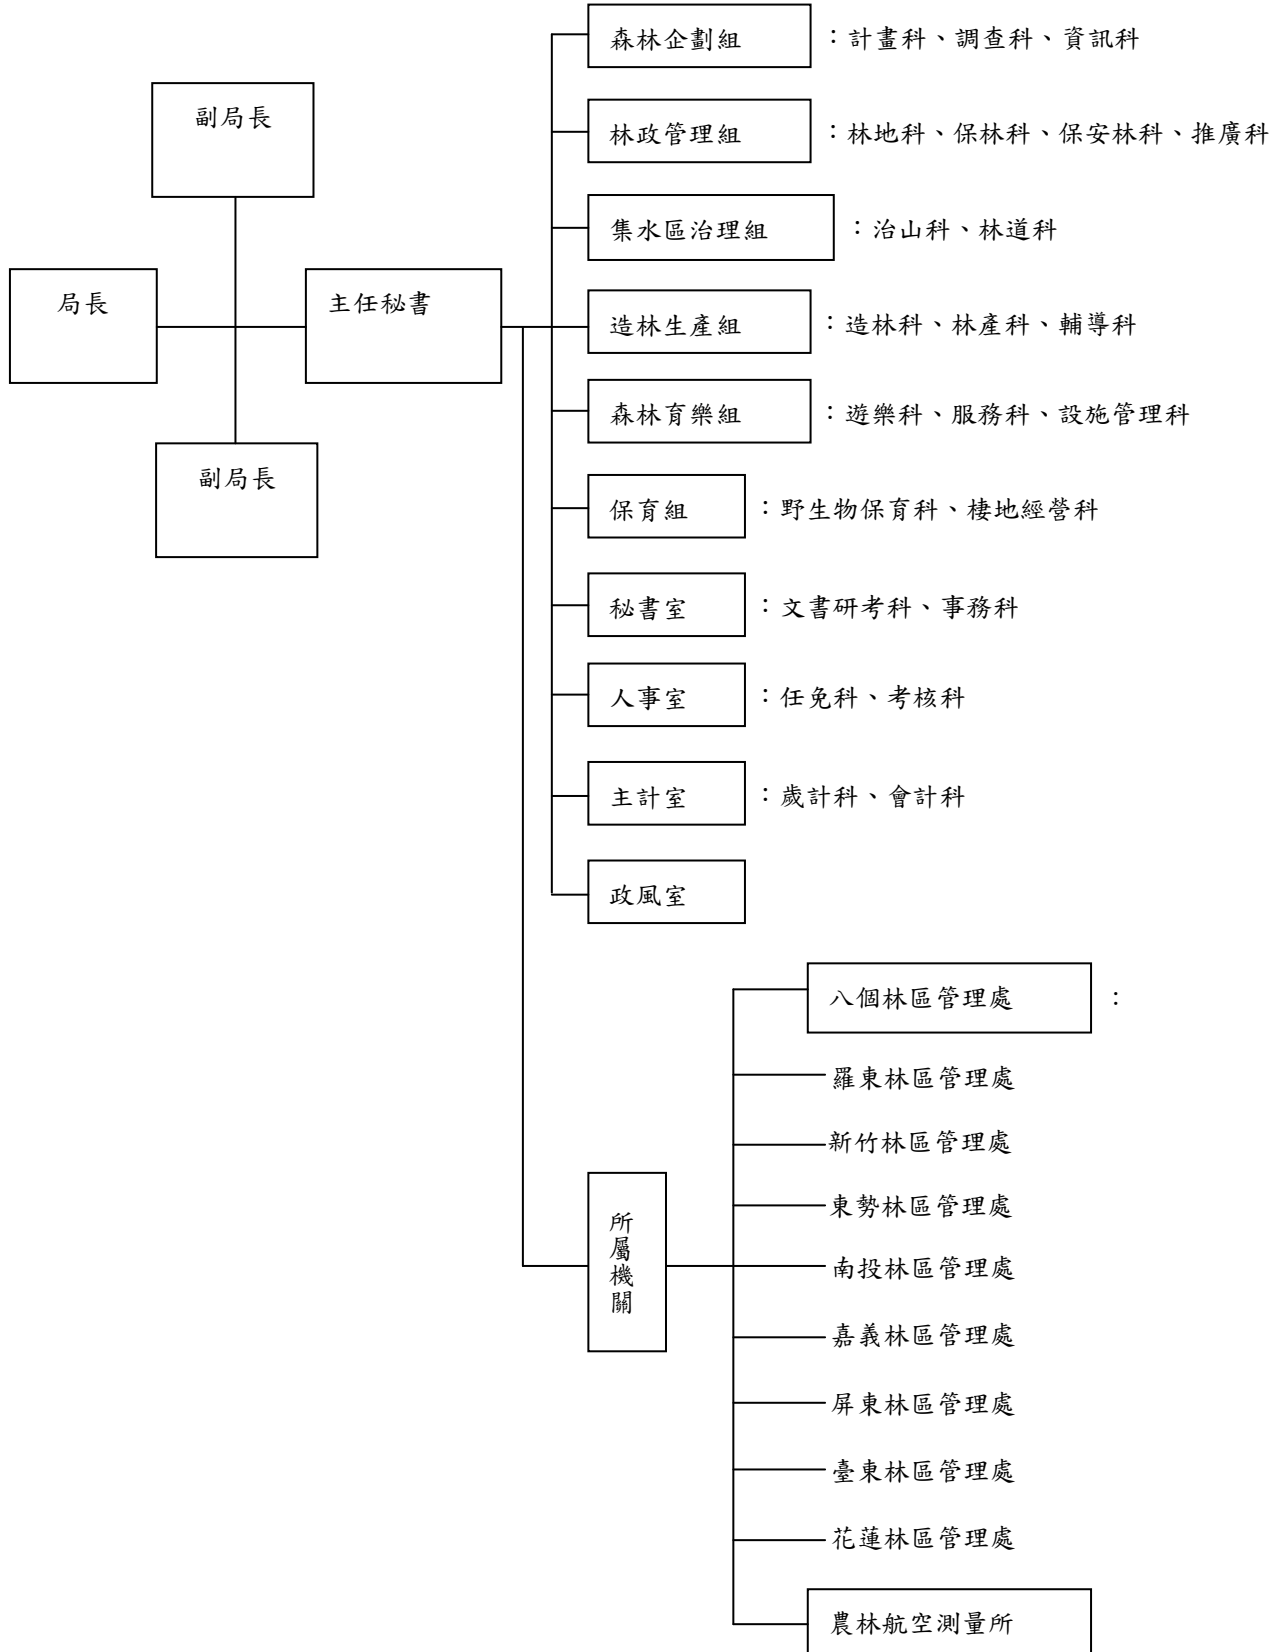 森林企劃組 ：計畫科、調查科、資訊科
副局長
林政管理組 ：林地科、保林科、保安林科、推廣科
集水區治理組 ：治山科、林道科
局長
主任秘書
造林生產組 ：造林科、林產科、輔導科
森林育樂組 ：遊樂科、服務科、設施管理科
副局長
保育組 ：野生物保育科、棲地經營科
秘書室 ：文書研考科、事務科
人事室 ：任免科、考核科
主計室 ：歲計科、會計科
政風室
所屬機關
八個林區管理處 ：
羅東林區管理處
新竹林區管理處
東勢林區管理處
南投林區管理處
嘉義林區管理處
屏東林區管理處
臺東林區管理處
花蓮林區管理處
農林航空測量所